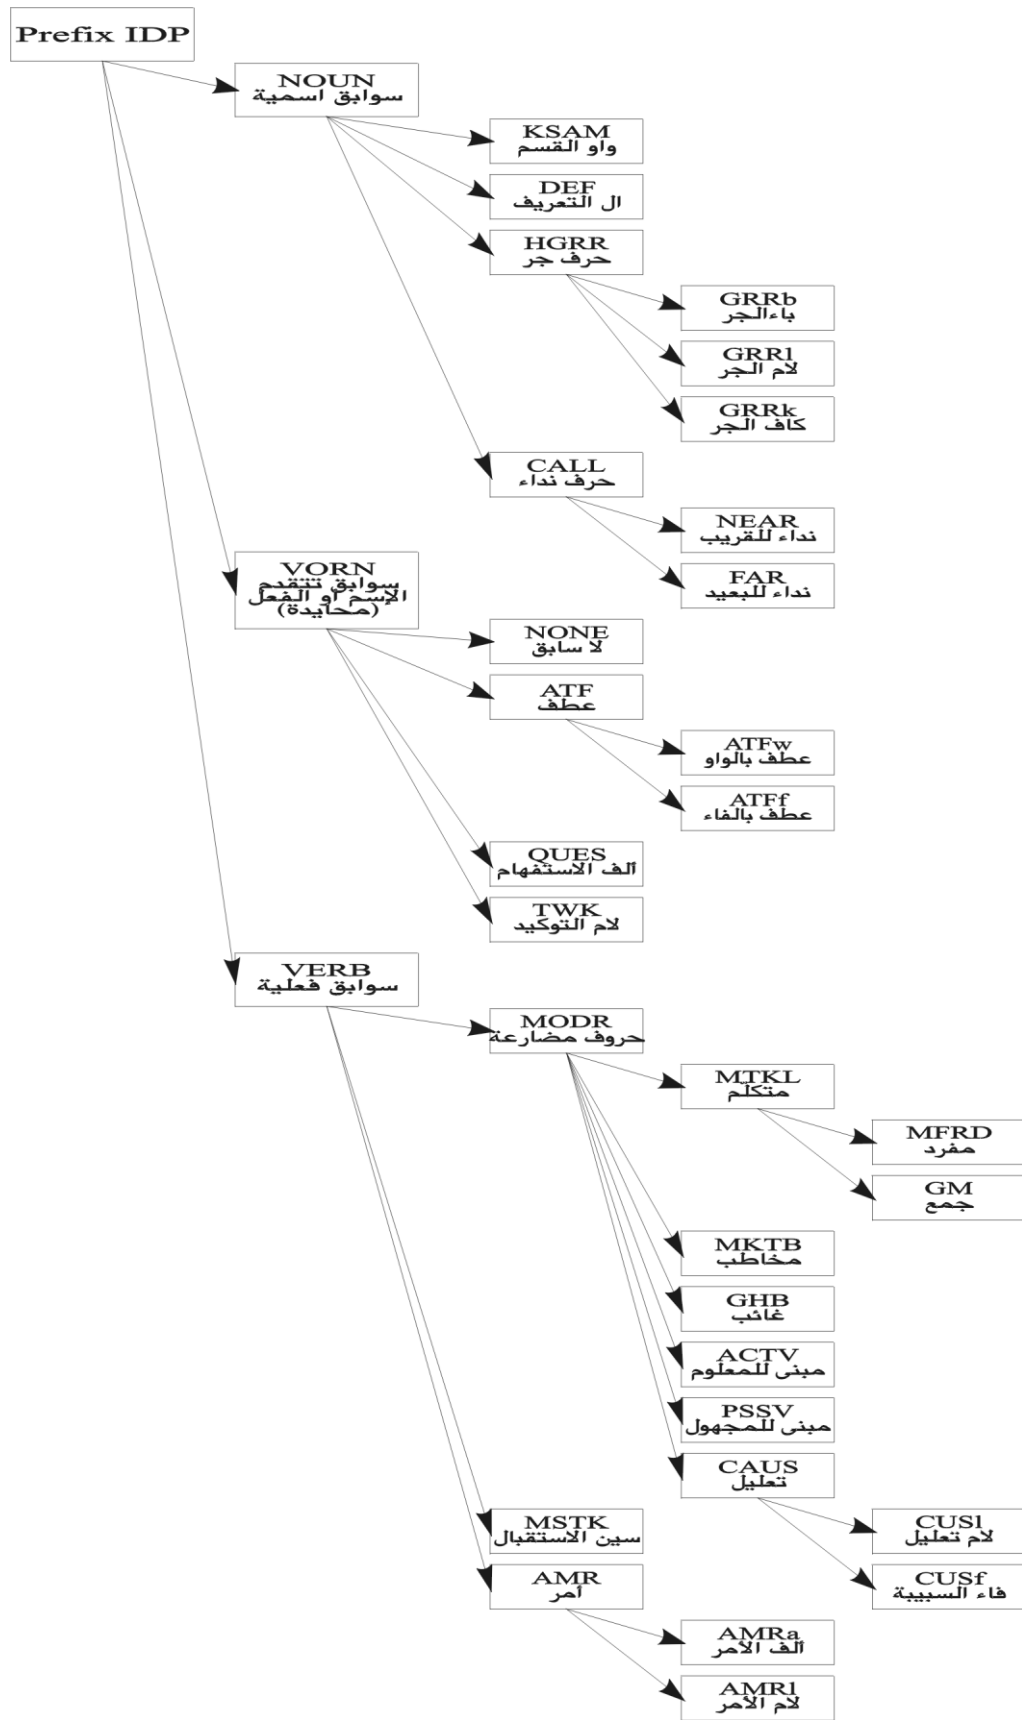 Prefix IDP
NOUN
سوابق اسمية
KSAM
واو القسم
DEF
ال التعريف
HGRR
حرف جر
GRRb
باءالجر
GRRl
لام الجر
GRRk
كاف الجر
CALL
حرف نداء
NEAR
نداء للقريب
FAR
نداء للبعيد
VORN
سوابق تتقدم
الإسم او الفعل
(محايدة)
NONE
لا سابق
ATF
عطف
ATFw
عطف بالواو
ATFf
عطف بالفاء
QUES
ألف الاستفهام
TWK
لام التوكيد
VERB
سوابق فعلية
MODR
حروف مضارعة
MTKL
متكلّم
MFRD
مفرد
GM
جمع
MKTB
مخاطب
GHB
غائب
ACTV
مبنى للمعلوم
PSSV
مبنى للمجهول
CAUS
تعليل
CUSl
لام تعليل
CUSf
فاء السببية
MSTK
سين الاستقبال
AMR
أمر
AMRa
ألف الأمر
AMRl
لام الأمر